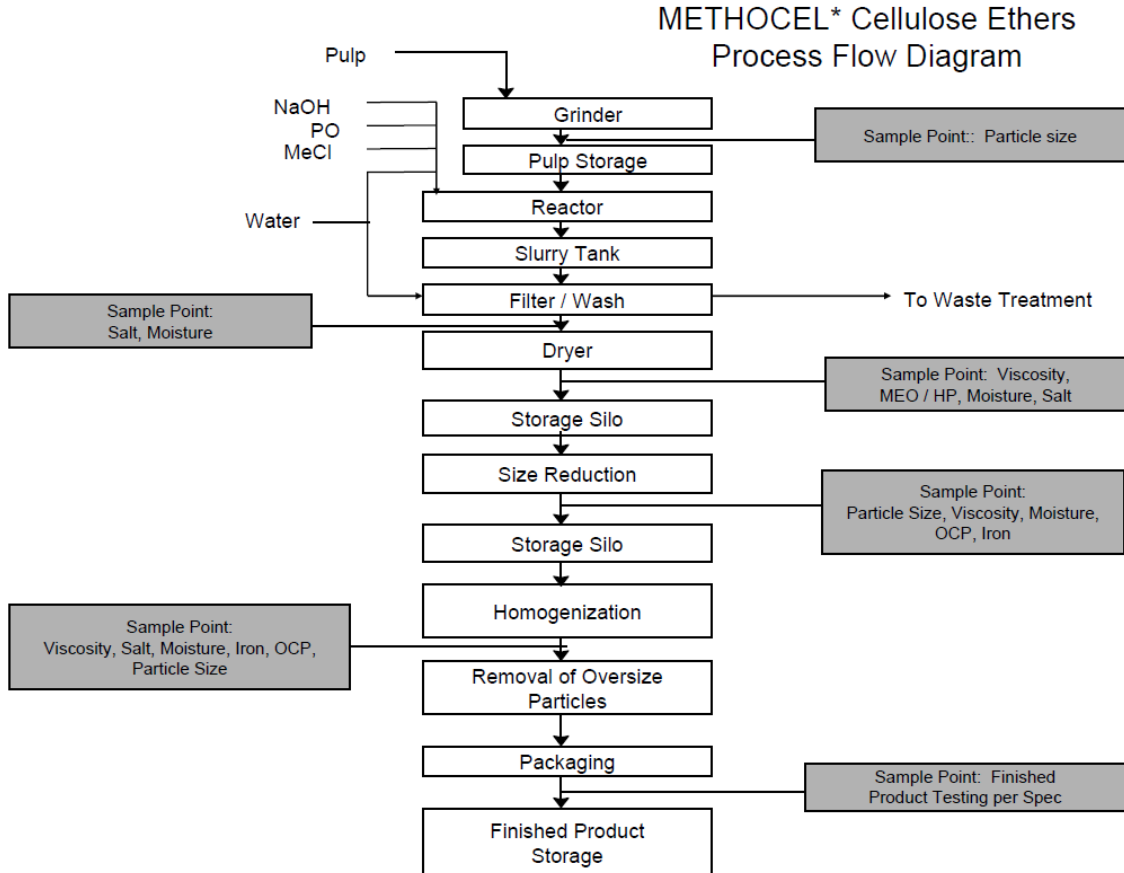 METHOCEL* Cellulose Ethers
Process Flow Diagram
Pulp
NaOH
PO
MeCl
Water
Grinder
Sample Point:: Particle size
Pulp Storage
Reactor
Slurry Tank
Filter / Wash
To Waste Treatment
Sample Point:
Salt, Moisture
Dryer
Sample Point: Viscosity,
MEO / HP, Moisture, Salt
Storage Silo
Size Reduction
Sample Point:
Particle Size, Viscosity, Moisture,
OCP, Iron
Storage Silo
Homogenization
Sample Point:
Viscosity, Salt, Moisture, Iron, OCP,
Particle Size
Removal of Oversize
Particles
Packaging
Sample Point: Finished
Product Testing per Spec
Finished Product
Storage